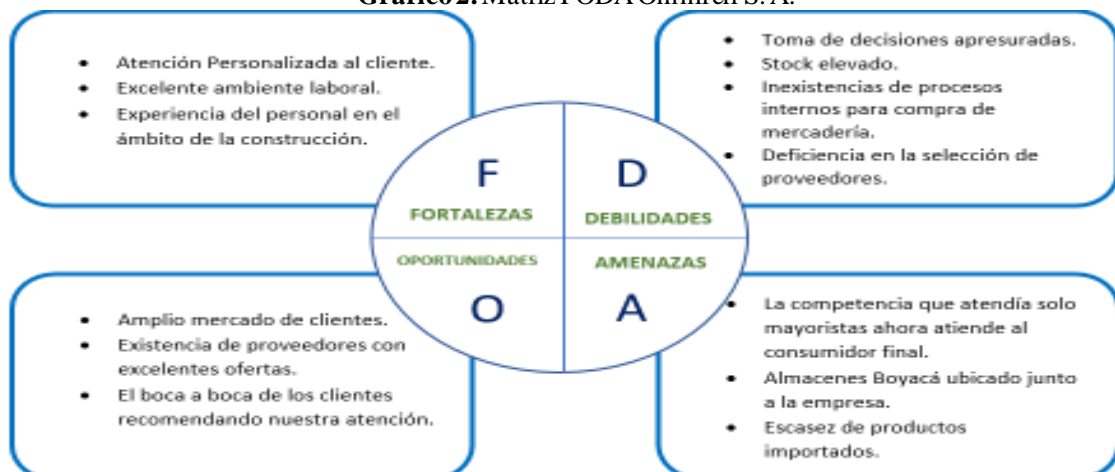 Gráfico 2. Matriz FODA
S. A.
• Atención Personalizada al cliente.
• Excelente ambiente laboral.
• Experiencia del personal en el
ámbito de la construcción.
• Toma de decisiones apresuradas.
• Stock elevado.
• Inexistencias de procesos
internos para compra de
mercadería.
• Deficiencia en la selección de
proveedores.
F
FORTALEZAS
D
DEBILIDADES
OPORTUNIDADES
O
AMENAZAS
A
• Amplio mercado de clientes.
• Existencia de proveedores con
excelentes ofertas.
• El boca a boca de los clientes
recomendando nuestra atención.
• La competencia que atendía solo
mayoristas ahora atiende al
consumidor final.
• Almacenes Boyacá ubicado junto
a la empresa.
• Escasez de productos
importados.